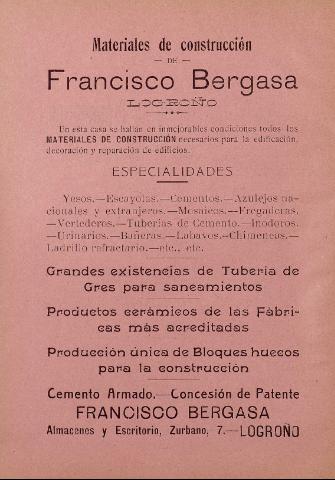 Materiales de construcción
— DE —
Francisco Bergasa
LOGROÑO
En esta casa se hallan en inmejorables condiciones todos los
MATERIALES DE CONSTRUCCIÓN necesarios para la edificación,
decoración y reparación de edificios.
ESPECIALIDADES
Yesos.—Escayolas.—Cementos.—Azulejos na-
cionales y extranjeros.—Mosaicos.—Fregaderas.
—Vertederos.—Tuberías de Cemento.—Inodoros.
—Urinarios.—Bañeras.—Lababos.—Chimeneas.—
Ladrillo refractario.—etc., etc.
Grandes existencias de Tubería de
Gres para saneamientos
Productos cerámicos de las Fábri-
cas más acreditadas
Producción única de Bloques huecos
para la construcción
Cemento Armado.—Concesión de Patente
FRANCISCO BERGASA
Almacenes y Escritorio, Zurbano, 7.—LOGROÑO